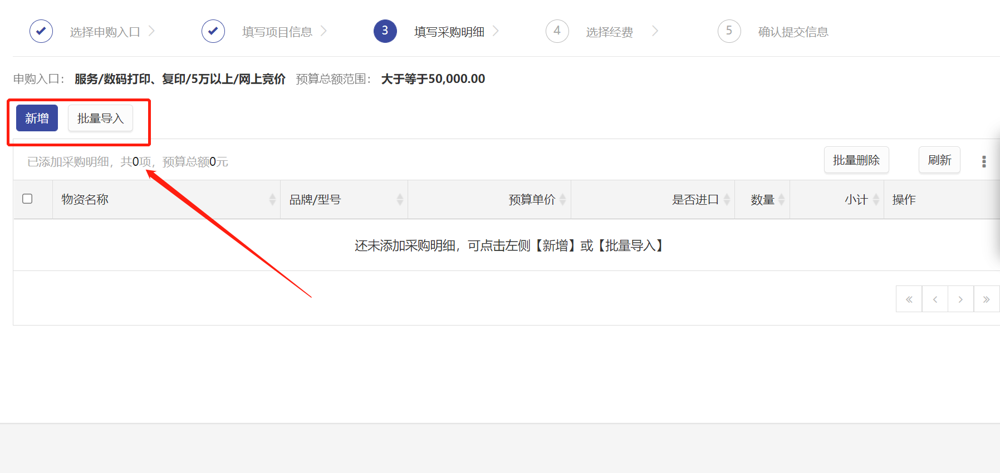 选择申购入口 填写项目信息 3 填写采购明细 4 选择经费 5 确认提交信息
申购入口： 服务/数码打印、复印/5万以上/网上竞价 预算总额范围： 大于等于50,000.00
新增 批量导入
已添加采购明细，共0项，预算总额0元 批量删除 刷新
物资名称 品牌/型号 预算单价 是否进口 数量 小计 操作
还未添加采购明细，可点击左侧【新增】或【批量导入】